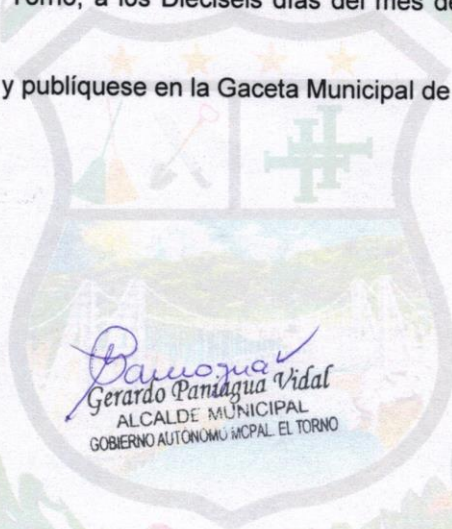 Torno, a los Dieciséis días del mes de
y publíquese en la Gaceta Municipal de
Gerardo Paniagua Vidal
ALCALDE MUNICIPAL
GOBIERNO AUTÓNOMO MCPAL. EL TORNO